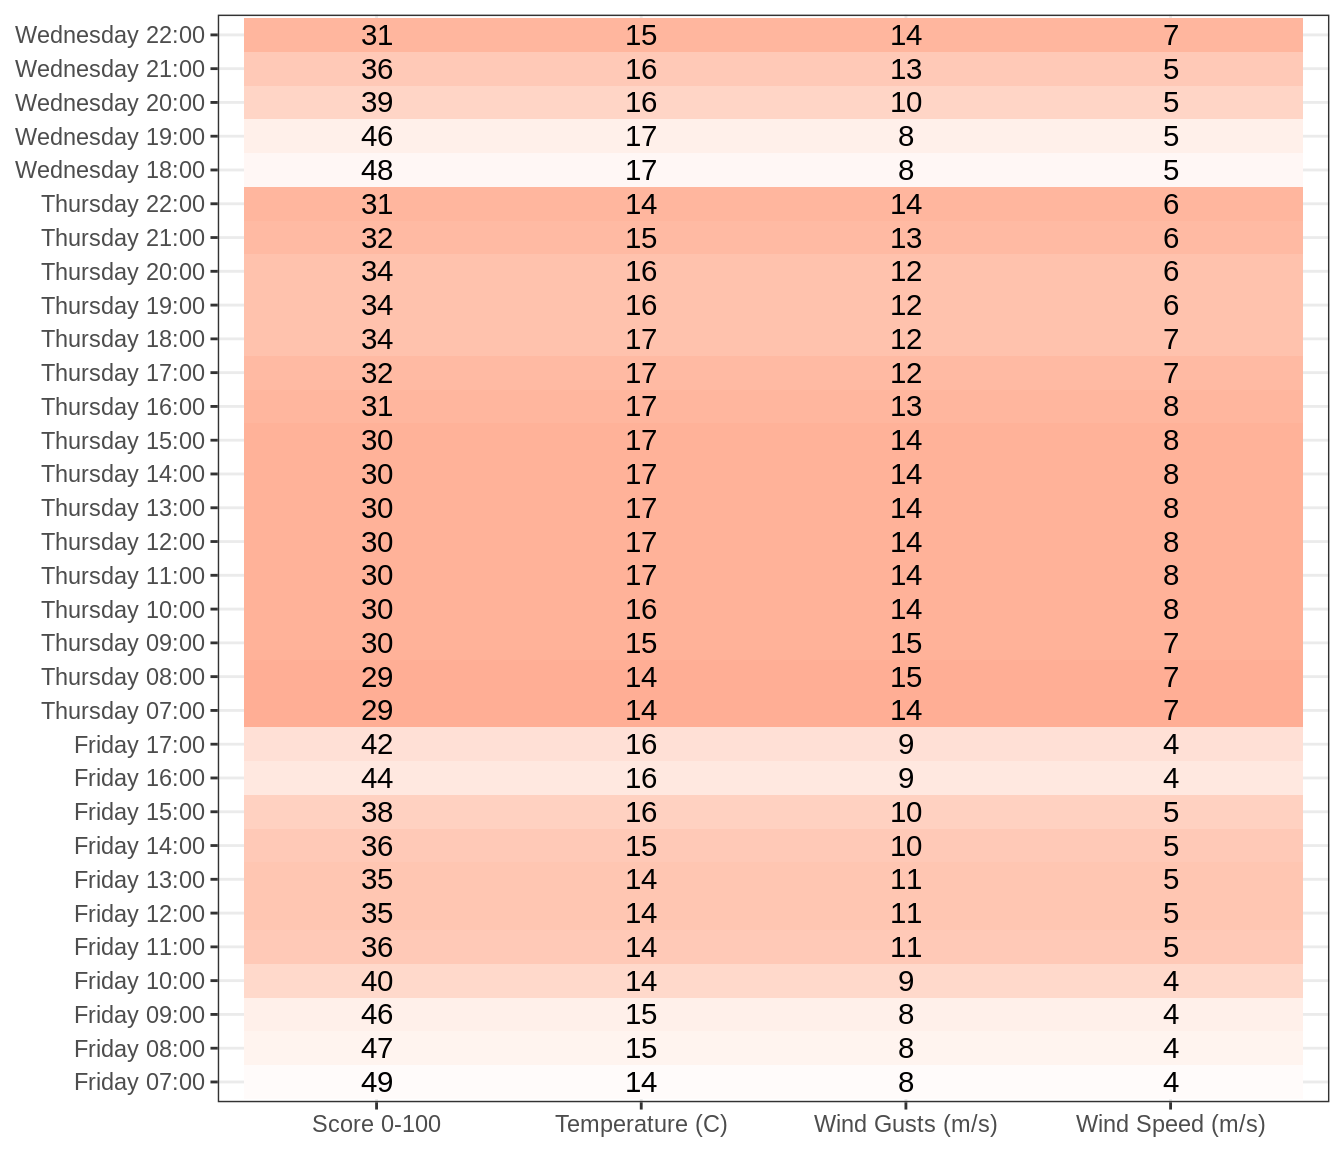 Wednesday 22:00 31 15 14 7
Wednesday 21:00 36 16 13 5
Wednesday 20:00 39 16 10 5
Wednesday 19:00 46 17 8 5
Wednesday 18:00 48 17 8 5
Thursday 22:00 31 14 14 6
Thursday 21:00 32 15 13 6
Thursday 20:00 34 16 12 6
Thursday 19:00 34 16 12 6
Thursday 18:00 34 17 12 7
Thursday 17:00 32 17 12 7
Thursday 16:00 31 17 13 8
Thursday 15:00 30 17 14 8
Thursday 14:00 30 17 14 8
Thursday 13:00 30 17 14 8
Thursday 12:00 30 17 14 8
Thursday 11:00 30 17 14 8
Thursday 10:00 30 16 14 8
Thursday 09:00 30 15 15 7
Thursday 08:00 29 14 15 7
Thursday 07:00 29 14 14 7
Friday 17:00 42 16 9 4
Friday 16:00 44 16 9 4
Friday 15:00 38 16 10 5
Friday 14:00 36 15 10 5
Friday 13:00 35 14 11 5
Friday 12:00 35 14 11 5
Friday 11:00 36 14 11 5
Friday 10:00 40 14 9 4
Friday 09:00 46 15 8 4
Friday 08:00 47 15 8 4
Friday 07:00 49 14 8 4
Score 0-100 Temperature (C) Wind Gusts (m/s) Wind Speed (m/s)